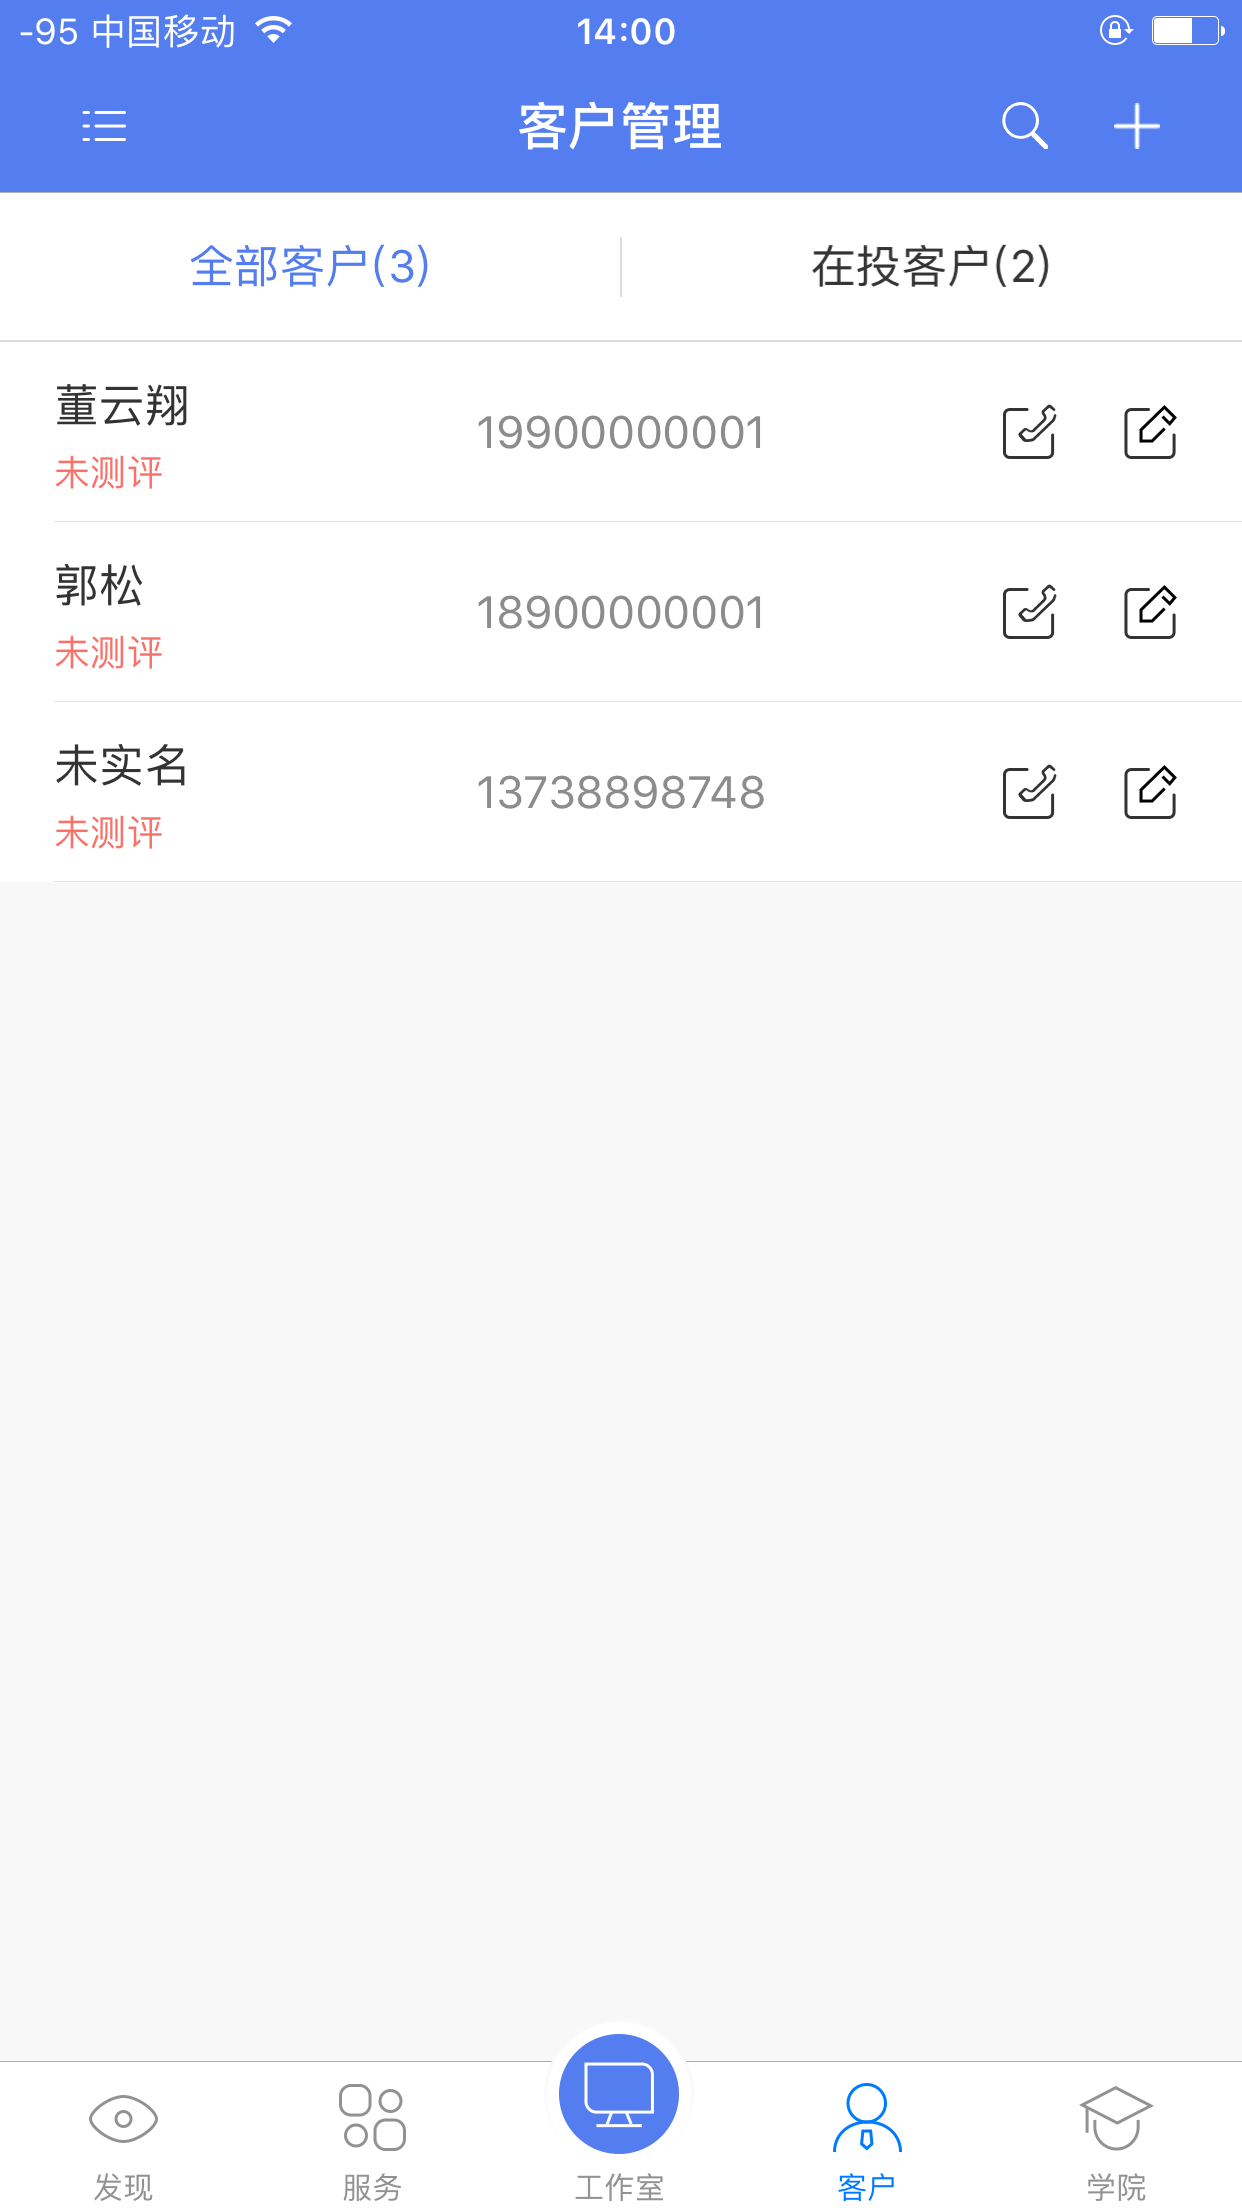 -95 中国移动 14:00
客户管理
全部客户(3) 在投客户(2)
董云翔
未测评
19900000001
郭松
未测评
18900000001
未实名
未测评
13738898748
发现 服务 工作室 客户 学院